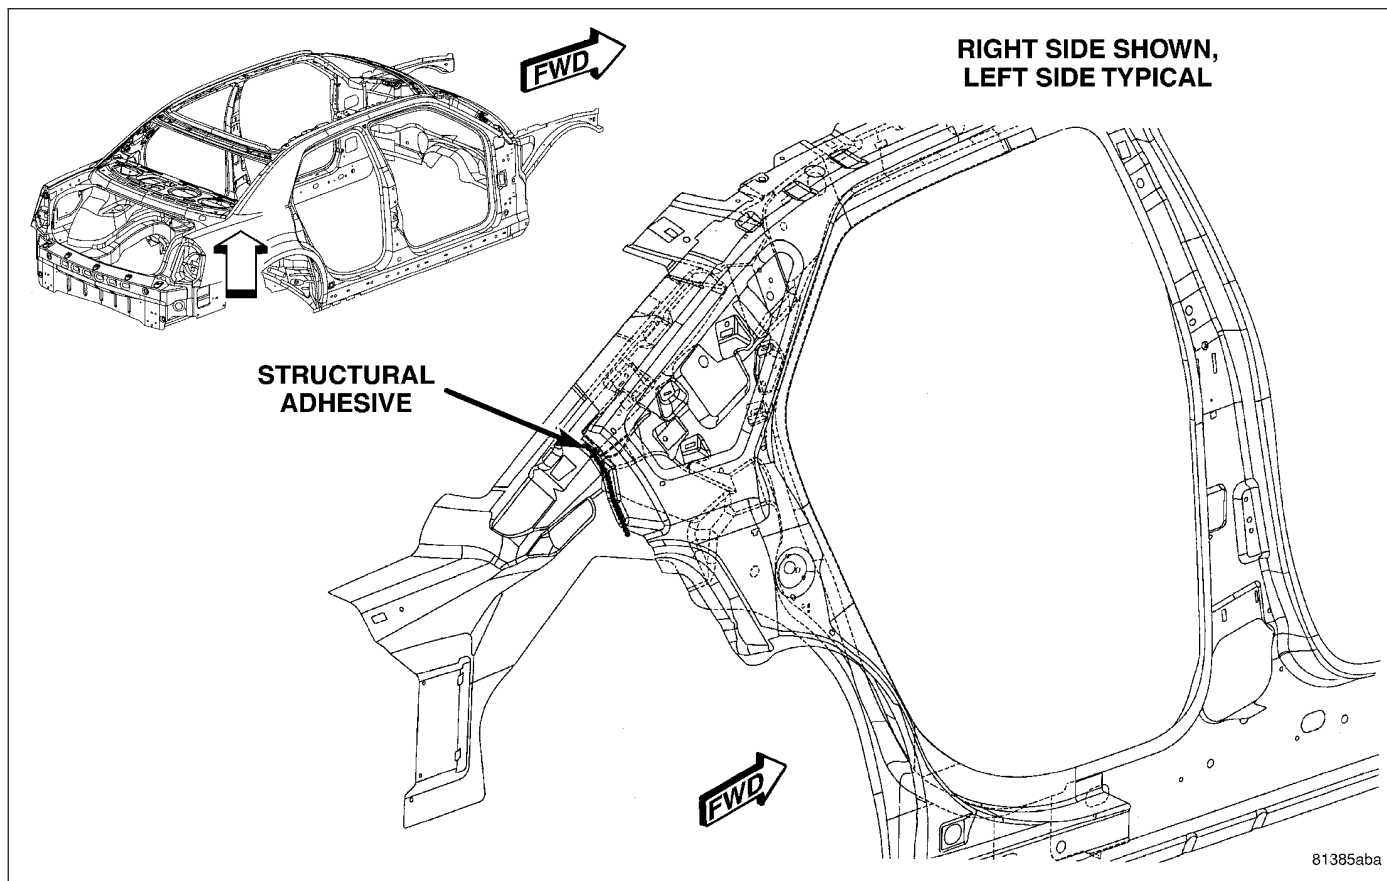 FWD
RIGHT SIDE SHOWN,
LEFT SIDE TYPICAL
STRUCTURAL
ADHESIVE
FWD
81385aba